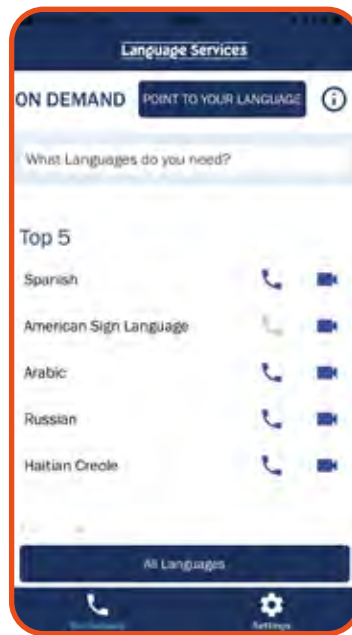 Language Services
ON DEMAND POINT TO YOUR LANGUAGE
What Languages do you need?
Top 5
Spanish
American Sign Language
Arabic
Russian
Haitian Creole
All Languages
Settings